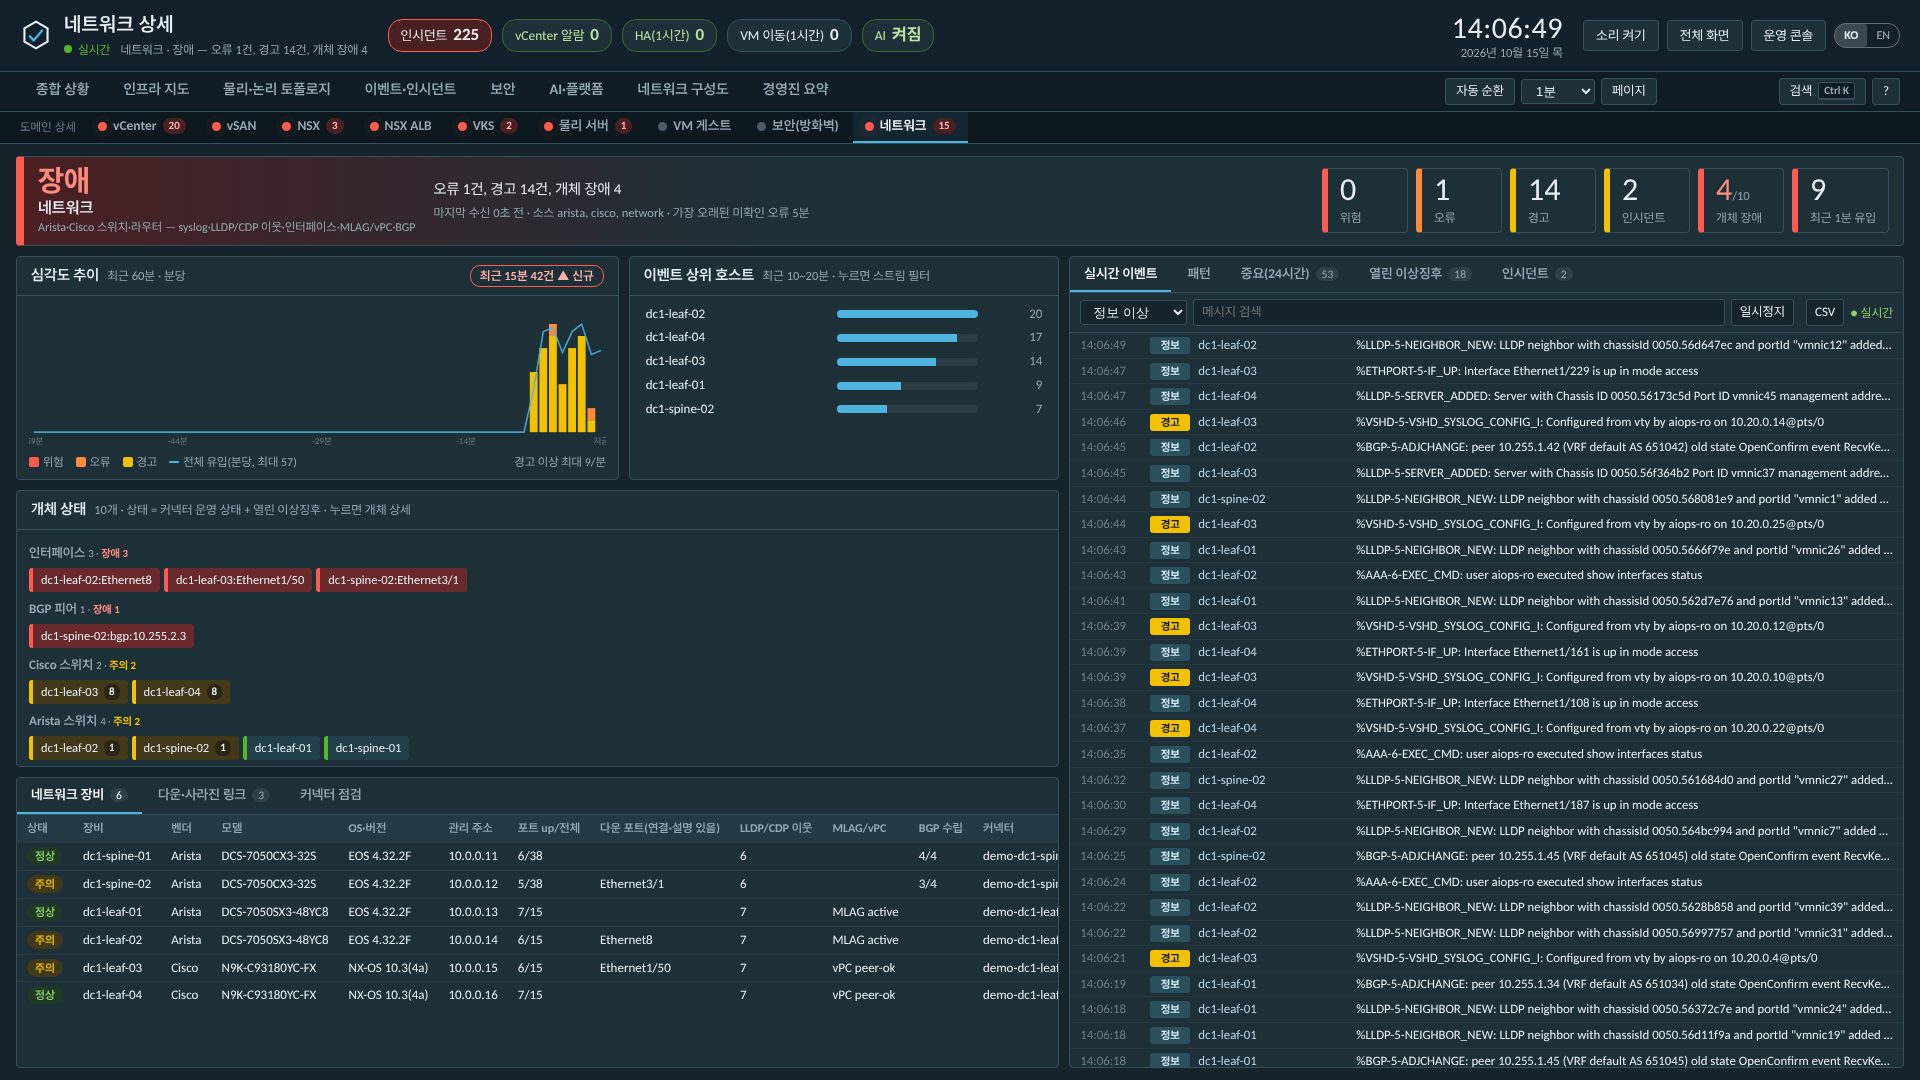 네트워크 상세
실시간 네트워크 · 장애 — 오류 1건, 경고 14건, 개체 장애 4
인시던트 225
vCenter 알람 0
HA(1시간) 0
VM 이동(1시간) 0
AI 켜짐
14:06:49
2026년 10월 15일 목
소리 켜기
전체 화면
운영 콘솔
KO EN
종합 상황
인프라 지도
물리·논리 토폴로지
이벤트·인시던트
보안
AI·플랫폼
네트워크 구성도
경영진 요약
자동 순환
1분
페이지
검색 Ctrl K
?
도메인 상세
vCenter 20
vSAN
NSX 3
NSX ALB
VKS 2
물리 서버 1
VM 게스트
보안(방화벽)
네트워크 15
장애
네트워크
Arista·Cisco 스위치·라우터 — syslog·LLDP/CDP 이웃·인터페이스·MLAG/vPC·BGP
오류 1건, 경고 14건, 개체 장애 4
마지막 수신 0초 전 · 소스 arista, cisco, network · 가장 오래된 미확인 오류 5분
0
위험
1
오류
14
경고
2
인시던트
4/10
개체 장애
9
최근 1분 유입
심각도 추이 최근 60분 · 분당
최근 15분 42건 ▲ 신규
-44분
-29분
-14분
위험 오류 경고 전체 유입(분당, 최대 57)
경고 이상 최대 9/분
이벤트 상위 호스트 최근 10~20분 · 누르면 스트림 필터
dc1-leaf-02 20
dc1-leaf-04 17
dc1-leaf-03 14
dc1-leaf-01 9
dc1-spine-02 7
개체 상태 10개 · 상태 = 커넥터 운영 상태 + 열린 이상징후 · 누르면 개체 상세
인터페이스 3 · 장애 3
dc1-leaf-02:Ethernet8 dc1-leaf-03:Ethernet1/50 dc1-spine-02:Ethernet3/1
BGP 피어 1 · 장애 1
dc1-spine-02:bgp:10.255.2.3
Cisco 스위치 2 · 주의 2
dc1-leaf-03 8 dc1-leaf-04 8
Arista 스위치 4 · 주의 2
dc1-leaf-02 1 dc1-spine-02 1 dc1-leaf-01 dc1-spine-01
네트워크 장비 6
다운·사라진 링크 3
커넥터 점검
상태 장비 벤더 모델 OS·버전 관리 주소 포트 up/전체 다운 포트(연결·설명 있음) LLDP/CDP 이웃 MLAG/vPC BGP 수립 커넥터
정상 dc1-spine-01 Arista DCS-7050CX3-32S EOS 4.32.2F 10.0.0.11 6/38 6 4/4 demo-dc1-spi
주의 dc1-spine-02 Arista DCS-7050CX3-32S EOS 4.32.2F 10.0.0.12 5/38 Ethernet3/1 6 3/4 demo-dc1-spi
정상 dc1-leaf-01 Arista DCS-7050SX3-48YC8 EOS 4.32.2F 10.0.0.13 7/15 7 MLAG active demo-dc1-leaf
주의 dc1-leaf-02 Arista DCS-7050SX3-48YC8 EOS 4.32.2F 10.0.0.14 6/15 Ethernet8 7 MLAG active demo-dc1-leaf
주의 dc1-leaf-03 Cisco N9K-C93180YC-FX NX-OS 10.3(4a) 10.0.0.15 6/15 Ethernet1/50 7 vPC peer-ok demo-dc1-leaf
정상 dc1-leaf-04 Cisco N9K-C93180YC-FX NX-OS 10.3(4a) 10.0.0.16 7/15 7 vPC peer-ok demo-dc1-leaf
실시간 이벤트
패턴
중요(24시간) 53
열린 이상징후 18
인시던트 2
정보 이상
메시지 검색
일시정지
CSV
실시간
14:06:49 정보 dc1-leaf-02 %LLDP-5-NEIGHBOR_NEW: LLDP neighbor with chassisId 0050.56d647ec and portId "vmnic12" added...
14:06:47 정보 dc1-leaf-03 %ETHPORT-5-IF_UP: Interface Ethernet1/229 is up in mode access
14:06:47 정보 dc1-leaf-04 %LLDP-5-SERVER_ADDED: Server with Chassis ID 0050.56173c5d Port ID vmnic45 management addre...
14:06:46 경고 dc1-leaf-03 %VSHD-5-VSHD_SYSLOG_CONFIG_I: Configured from vty by aiops-ro on 10.20.0.14@pts/0
14:06:45 정보 dc1-leaf-02 %BGP-5-ADJCHANGE: peer 10.255.1.42 (VRF default AS 651042) old state OpenConfirm event RecvKe...
14:06:45 정보 dc1-leaf-03 %LLDP-5-SERVER_ADDED: Server with Chassis ID 0050.56f364b2 Port ID vmnic37 management addre...
14:06:44 정보 dc1-spine-02 %LLDP-5-NEIGHBOR_NEW: LLDP neighbor with chassisId 0050.568081e9 and portId "vmnic1" added ...
14:06:44 경고 dc1-leaf-03 %VSHD-5-VSHD_SYSLOG_CONFIG_I: Configured from vty by aiops-ro on 10.20.0.25@pts/0
14:06:43 정보 dc1-leaf-01 %LLDP-5-NEIGHBOR_NEW: LLDP neighbor with chassisId 0050.5666f79e and portId "vmnic26" added ...
14:06:43 정보 dc1-leaf-02 %AAA-6-EXEC_CMD: user aiops-ro executed show interfaces status
14:06:41 정보 dc1-leaf-01 %LLDP-5-NEIGHBOR_NEW: LLDP neighbor with chassisId 0050.562d7e76 and portId "vmnic13" added...
14:06:39 경고 dc1-leaf-03 %VSHD-5-VSHD_SYSLOG_CONFIG_I: Configured from vty by aiops-ro on 10.20.0.12@pts/0
14:06:39 정보 dc1-leaf-04 %ETHPORT-5-IF_UP: Interface Ethernet1/161 is up in mode access
14:06:39 경고 dc1-leaf-03 %VSHD-5-VSHD_SYSLOG_CONFIG_I: Configured from vty by aiops-ro on 10.20.0.10@pts/0
14:06:38 정보 dc1-leaf-04 %ETHPORT-5-IF_UP: Interface Ethernet1/108 is up in mode access
14:06:37 경고 dc1-leaf-04 %VSHD-5-VSHD_SYSLOG_CONFIG_I: Configured from vty by aiops-ro on 10.20.0.22@pts/0
14:06:35 정보 dc1-leaf-02 %AAA-6-EXEC_CMD: user aiops-ro executed show interfaces status
14:06:32 정보 dc1-spine-02 %LLDP-5-NEIGHBOR_NEW: LLDP neighbor with chassisId 0050.561684d0 and portId "vmnic27" added...
14:06:30 정보 dc1-leaf-04 %ETHPORT-5-IF_UP: Interface Ethernet1/187 is up in mode access
14:06:29 정보 dc1-leaf-02 %LLDP-5-NEIGHBOR_NEW: LLDP neighbor with chassisId 0050.564bc994 and portId "vmnic7" added ...
14:06:25 정보 dc1-spine-02 %BGP-5-ADJCHANGE: peer 10.255.1.45 (VRF default AS 651045) old state OpenConfirm event RecvKe...
14:06:24 정보 dc1-leaf-02 %AAA-6-EXEC_CMD: user aiops-ro executed show interfaces status
14:06:22 정보 dc1-leaf-02 %LLDP-5-NEIGHBOR_NEW: LLDP neighbor with chassisId 0050.5628b858 and portId "vmnic39" added...
14:06:22 정보 dc1-leaf-02 %LLDP-5-NEIGHBOR_NEW: LLDP neighbor with chassisId 0050.56997757 and portId "vmnic31" added...
14:06:21 경고 dc1-leaf-03 %VSHD-5-VSHD_SYSLOG_CONFIG_I: Configured from vty by aiops-ro on 10.20.0.4@pts/0
14:06:19 정보 dc1-leaf-01 %BGP-5-ADJCHANGE: peer 10.255.1.34 (VRF default AS 651034) old state OpenConfirm event RecvKe...
14:06:18 정보 dc1-leaf-01 %LLDP-5-NEIGHBOR_NEW: LLDP neighbor with chassisId 0050.56372c7e and portId "vmnic24" added...
14:06:18 정보 dc1-leaf-01 %LLDP-5-NEIGHBOR_NEW: LLDP neighbor with chassisId 0050.56d11f9a and portId "vmnic19" added ...
14:06:18 정보 dc1-leaf-01 %BGP-5-ADJCHANGE: peer 10.255.1.45 (VRF default AS 651045) old state OpenConfirm event RecvKe...